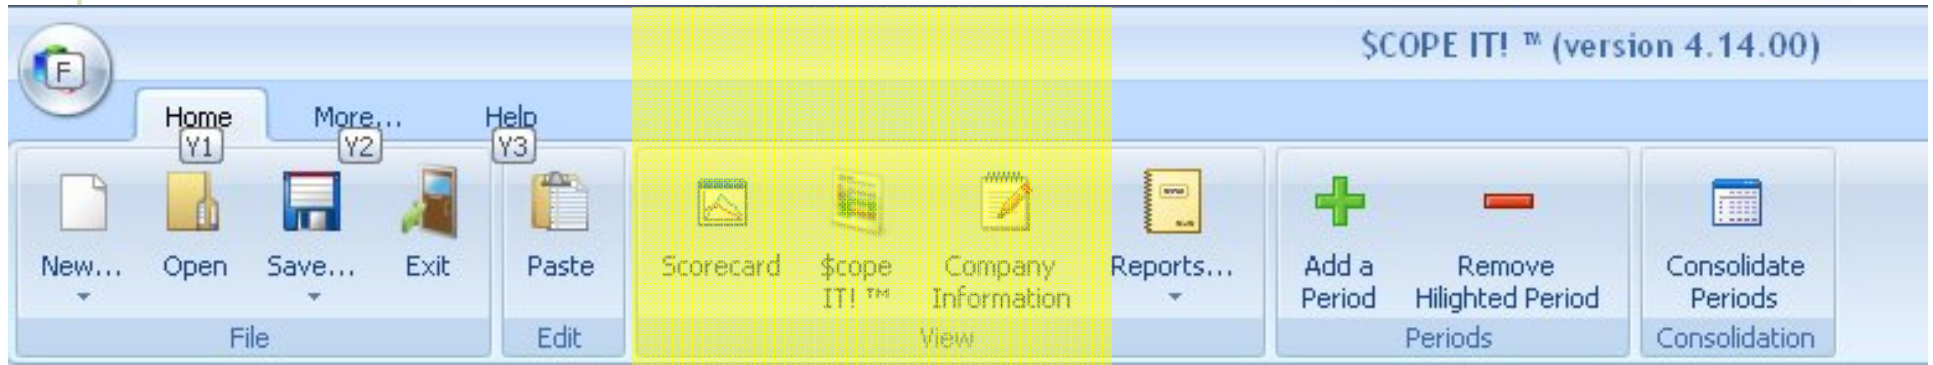 $COPE IT! ™ (version 4.14.00)
F
Home More... Help
Y1 Y2 Y3
New... Open Save... Exit Paste Scorecard $cope IT! ™ Company Information Reports... Add a Period Remove Hilighted Period Consolidate Periods
File Edit View Periods Consolidation